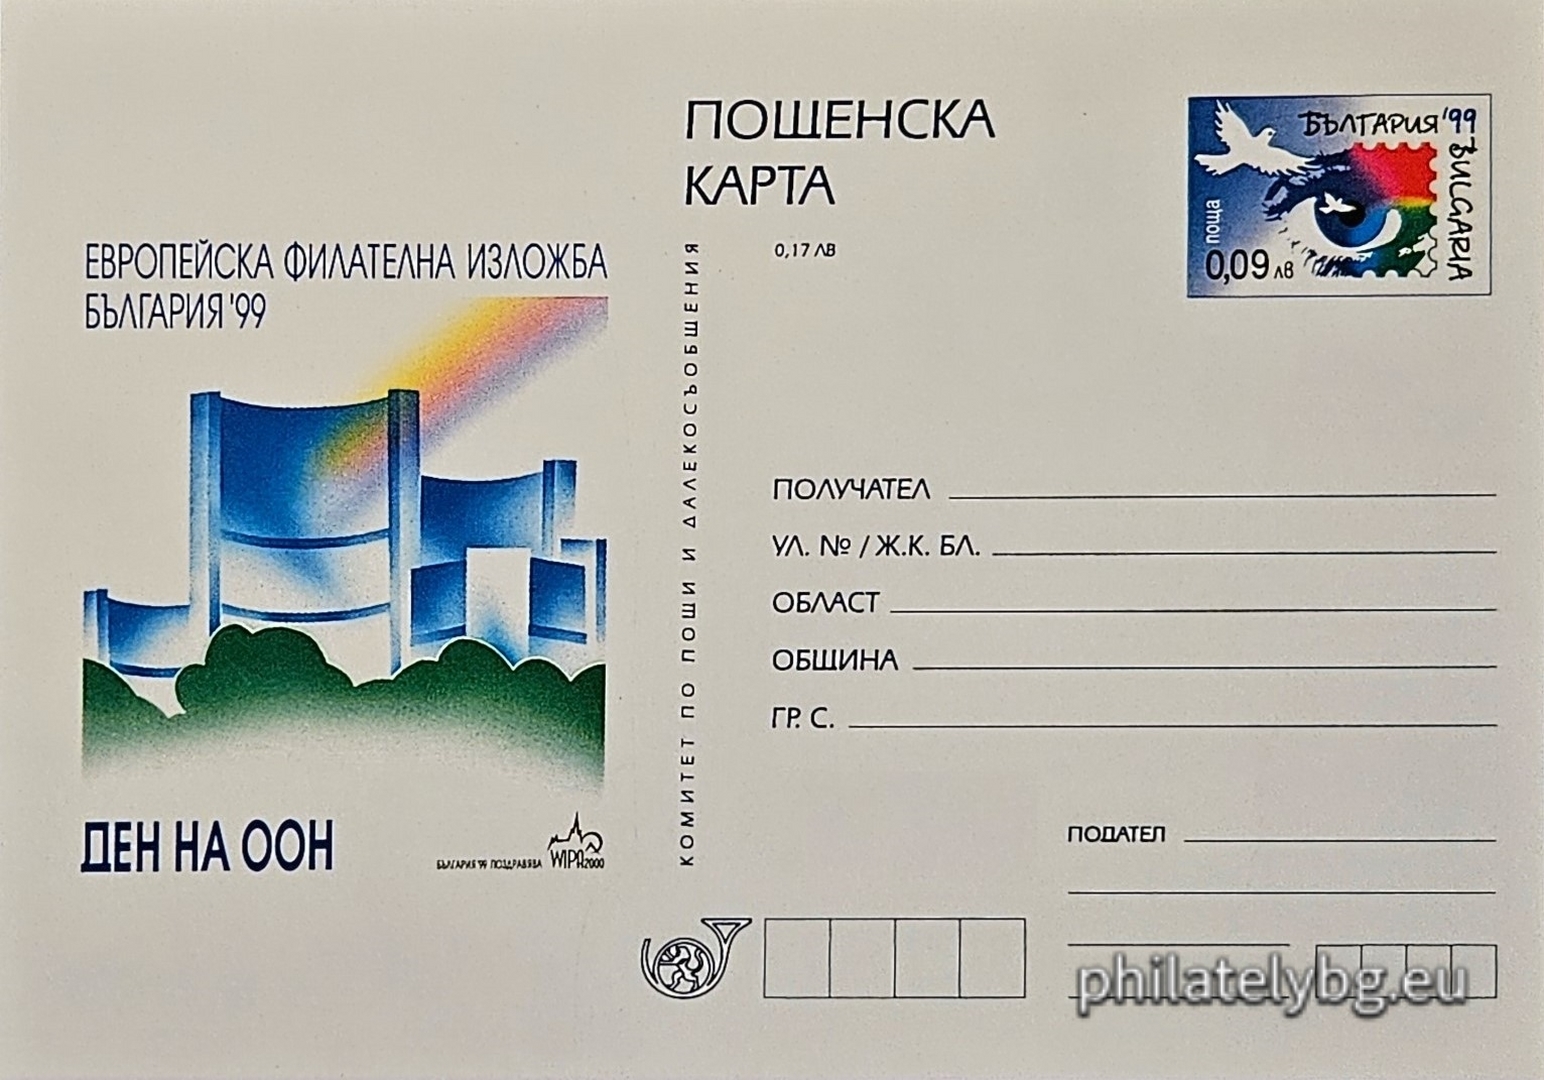 ПОЩЕНСКА
КАРТА
0,17 ЛВ
БЪЛГАРИЯ'99
BULGARIA
поща
0,09 лв
ЕВРОПЕЙСКА ФИЛАТЕЛНА ИЗЛОЖБА
БЪЛГАРИЯ '99
КОМИТЕТ ПО ПОЩИ И ДАЛЕКОСЪОБЩЕНИЯ
ПОЛУЧАТЕЛ
УЛ. № / Ж.К. БЛ.
ОБЛАСТ
ОБЩИНА
ГР. С.
ДЕН НА ООН
БЪЛГАРИЯ '99 ПОЗДРАВЯВА
WIPA2000
ПОДАТЕЛ
philatelybg.eu